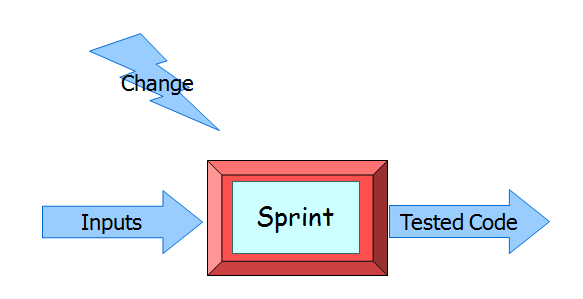 Change
Inputs
Sprint
Tested Code